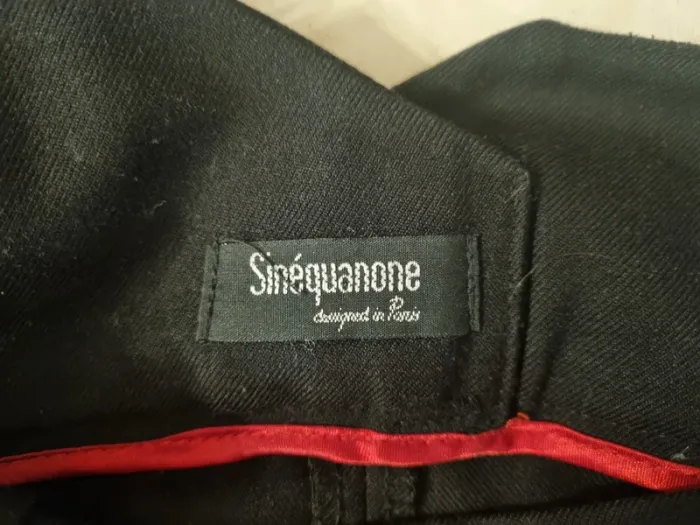 Sinéquanone
designed in Paris